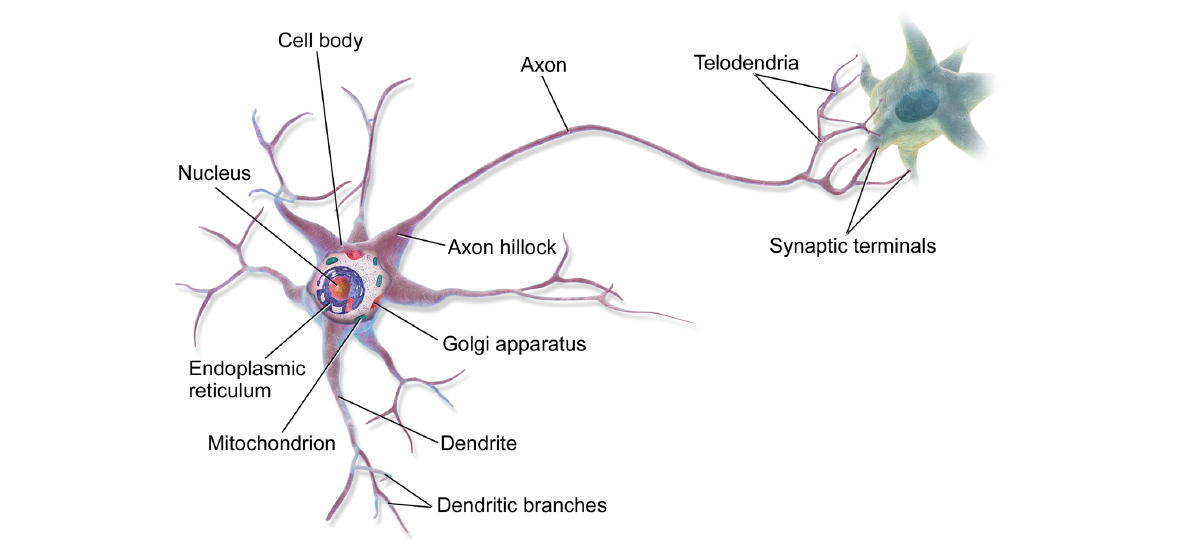 Cell body
Axon
Telodendria
Nucleus
Synaptic terminals
Axon hillock
Golgi apparatus
Endoplasmic
reticulum
Mitochondrion
Dendrite
Dendritic branches